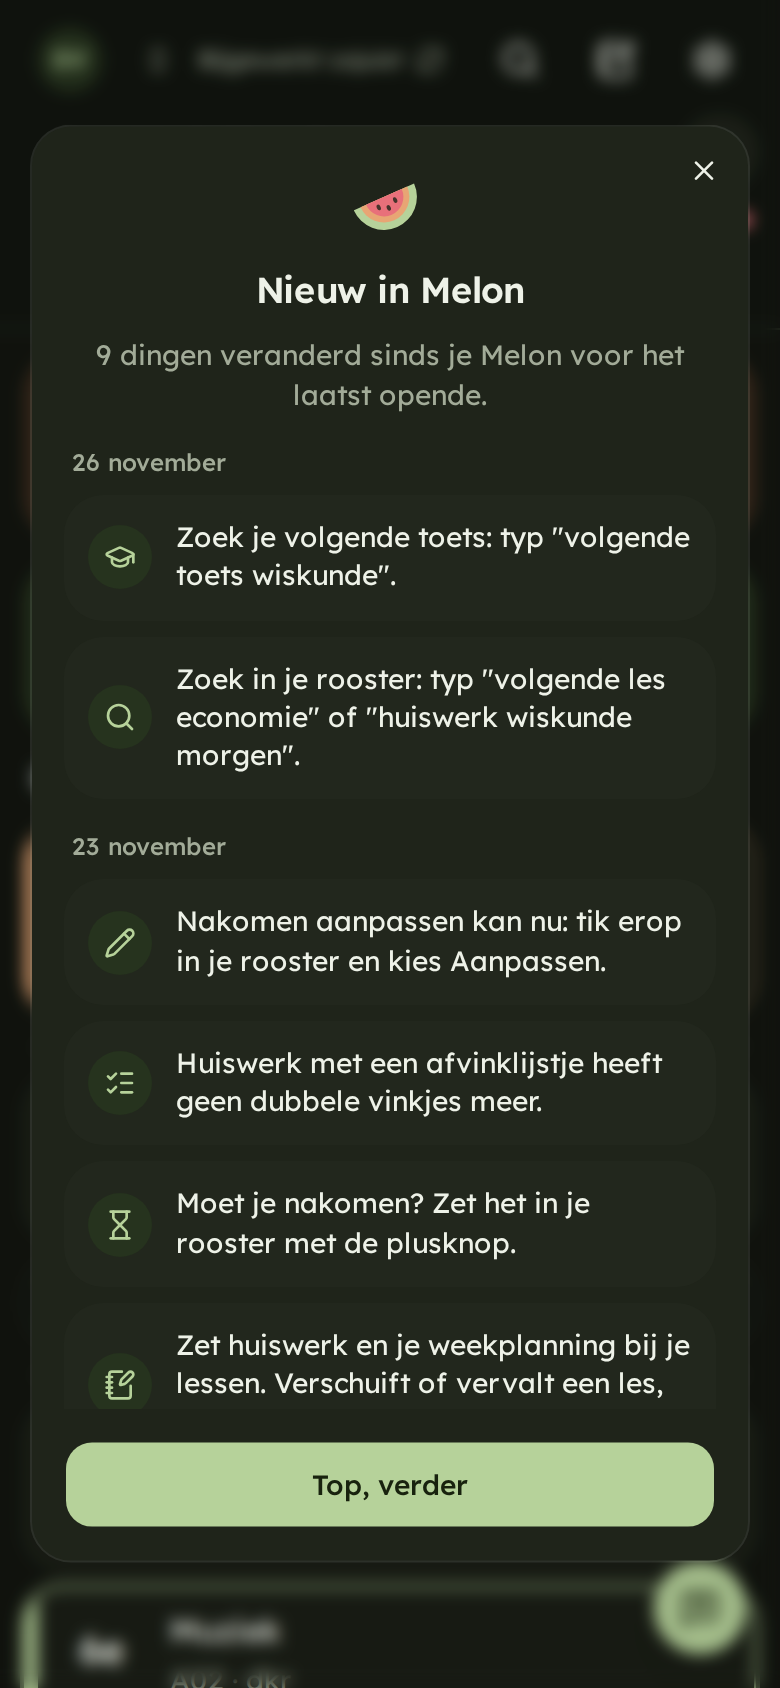 Nieuw in Melon
9 dingen veranderd sinds je Melon voor het
laatst opende.
26 november
Zoek je volgende toets: typ "volgende
toets wiskunde".
Zoek in je rooster: typ "volgende les
economie" of "huiswerk wiskunde
morgen".
23 november
Nakomen aanpassen kan nu: tik erop
in je rooster en kies Aanpassen.
Huiswerk met een afvinklijstje heeft
geen dubbele vinkjes meer.
Moet je nakomen? Zet het in je
rooster met de plusknop.
Zet huiswerk en je weekplanning bij je
lessen. Verschuift of vervalt een les,
Top, verder
Muziek
A02 · dkr